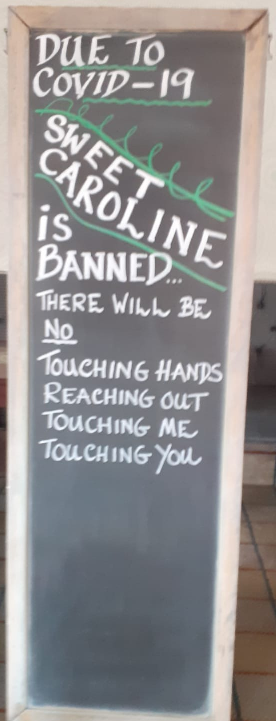 DUE TO
COVID-19
SWEET
CAROLINE
iS
BANNED...
THERE WILL BE
NO
TOUCHING HANDS
REACHING OUT
TOUCHING ME
TOUCHING YOU